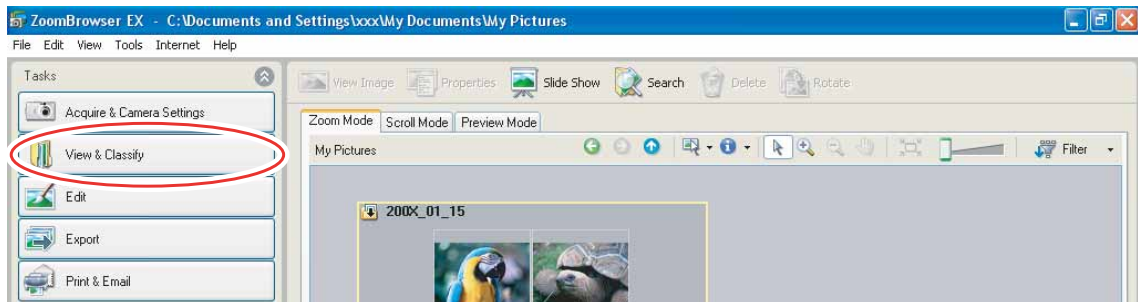 ZoomBrowser EX - C:\Documents and Settings\xxx\My Documents\My Pictures
File Edit View Tools Internet Help
Tasks
View Image Properties Slide Show Search Delete Rotate
Acquire & Camera Settings
Zoom Mode Scroll Mode Preview Mode
View & Classify
My Pictures Filter
Edit
200X_01_15
Export
Print & Email